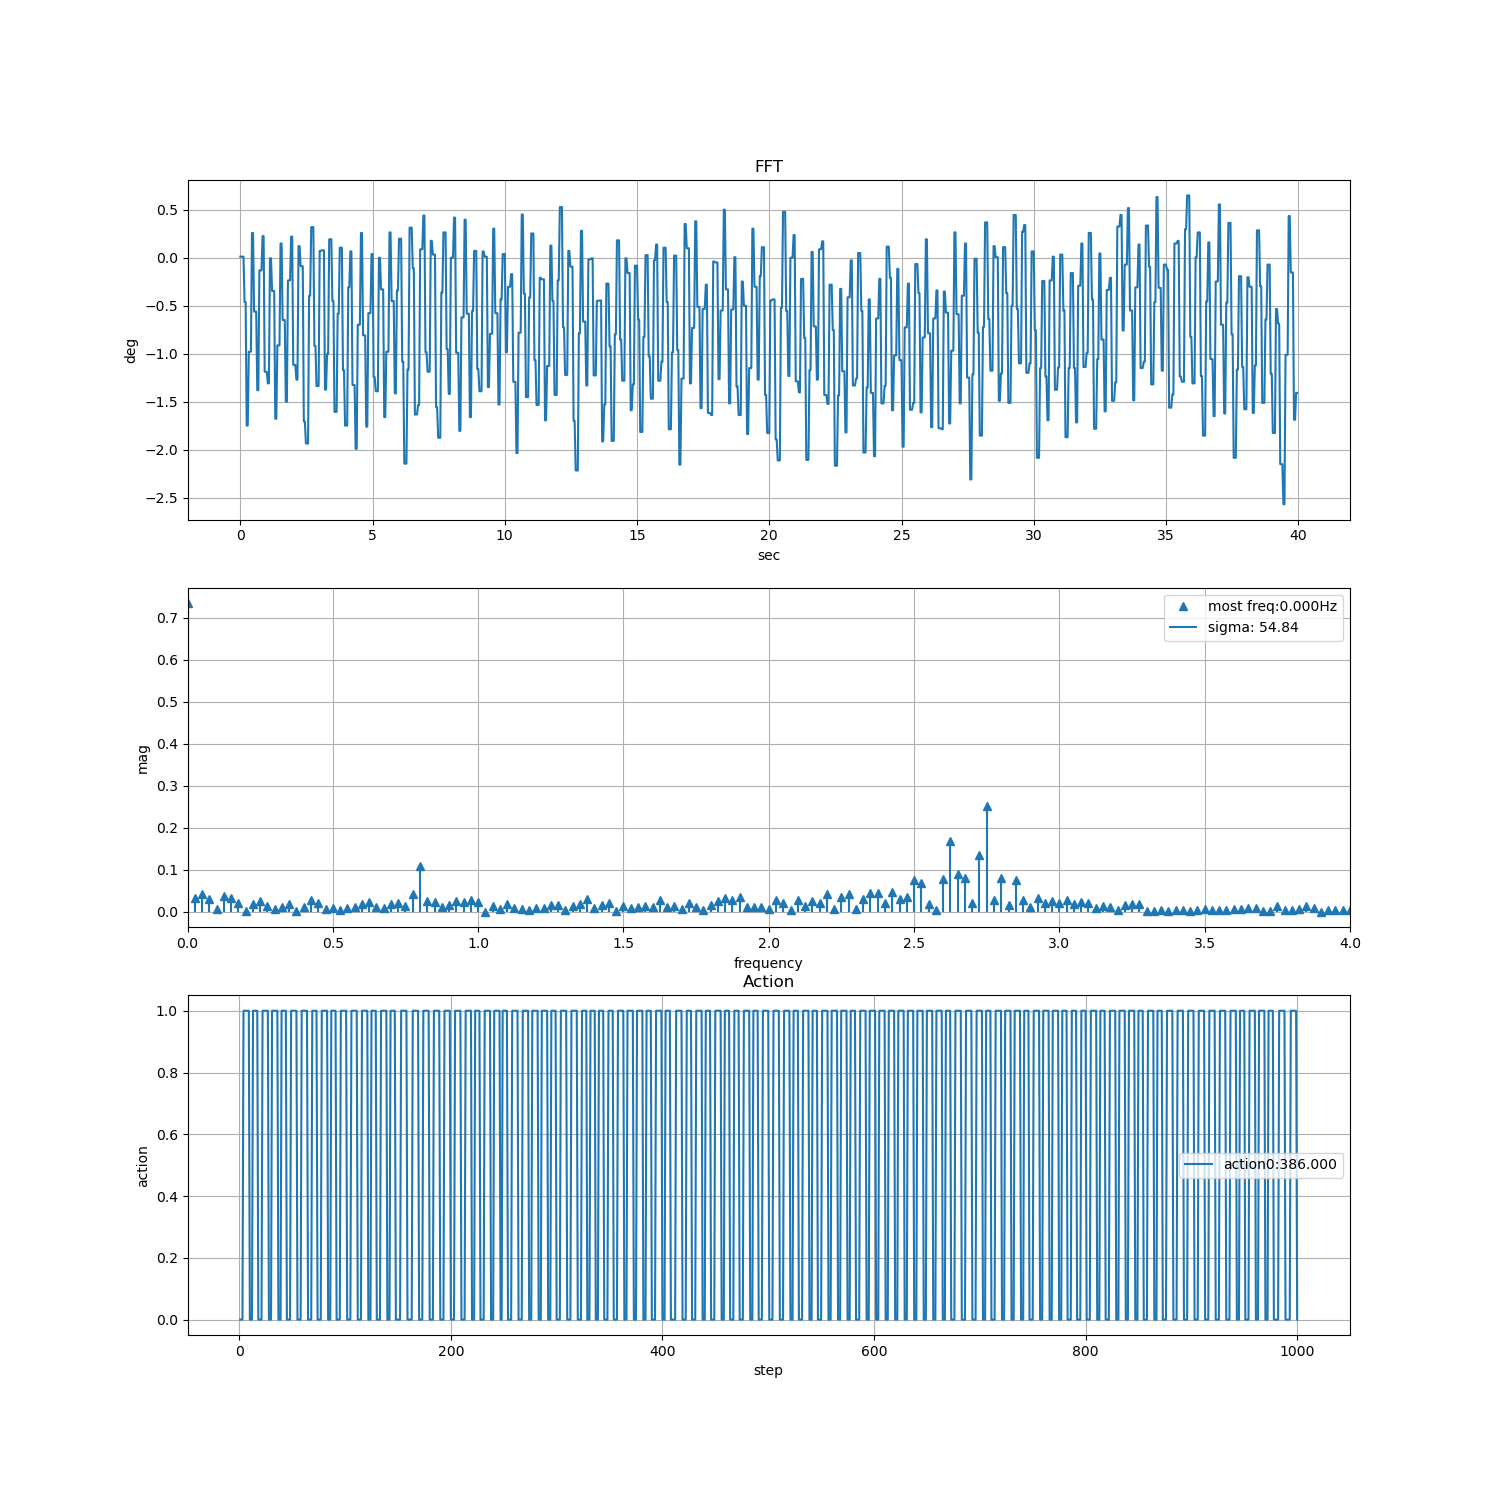 FFT
0.5
0.0
−0.5
−1.0
−1.5
−2.0
−2.5
deg
0 5 10 15 20 25 30 35 40
sec
0.7
0.6
0.5
0.4
0.3
0.2
0.1
0.0
mag
most freq:0.000Hz
sigma: 54.84
0.0 0.5 1.0 1.5 2.0 2.5 3.0 3.5 4.0
frequency
Action
1.0
0.8
0.6
0.4
0.2
0.0
action
action0:386.000
0 200 400 600 800 1000
step